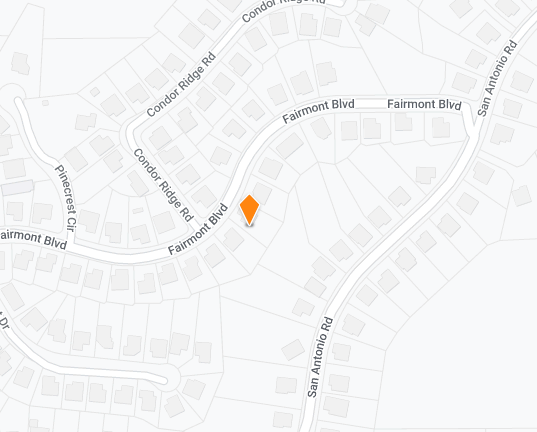 Condor Ridge Rd
San Antonio Rd
Condor Ridge Rd
Fairmont Blvd
Fairmont Blvd
Condor Ridge Rd
Pinecrest Cir
Fairmont Blvd
airmont Blvd
t Dr
San Antonio Rd